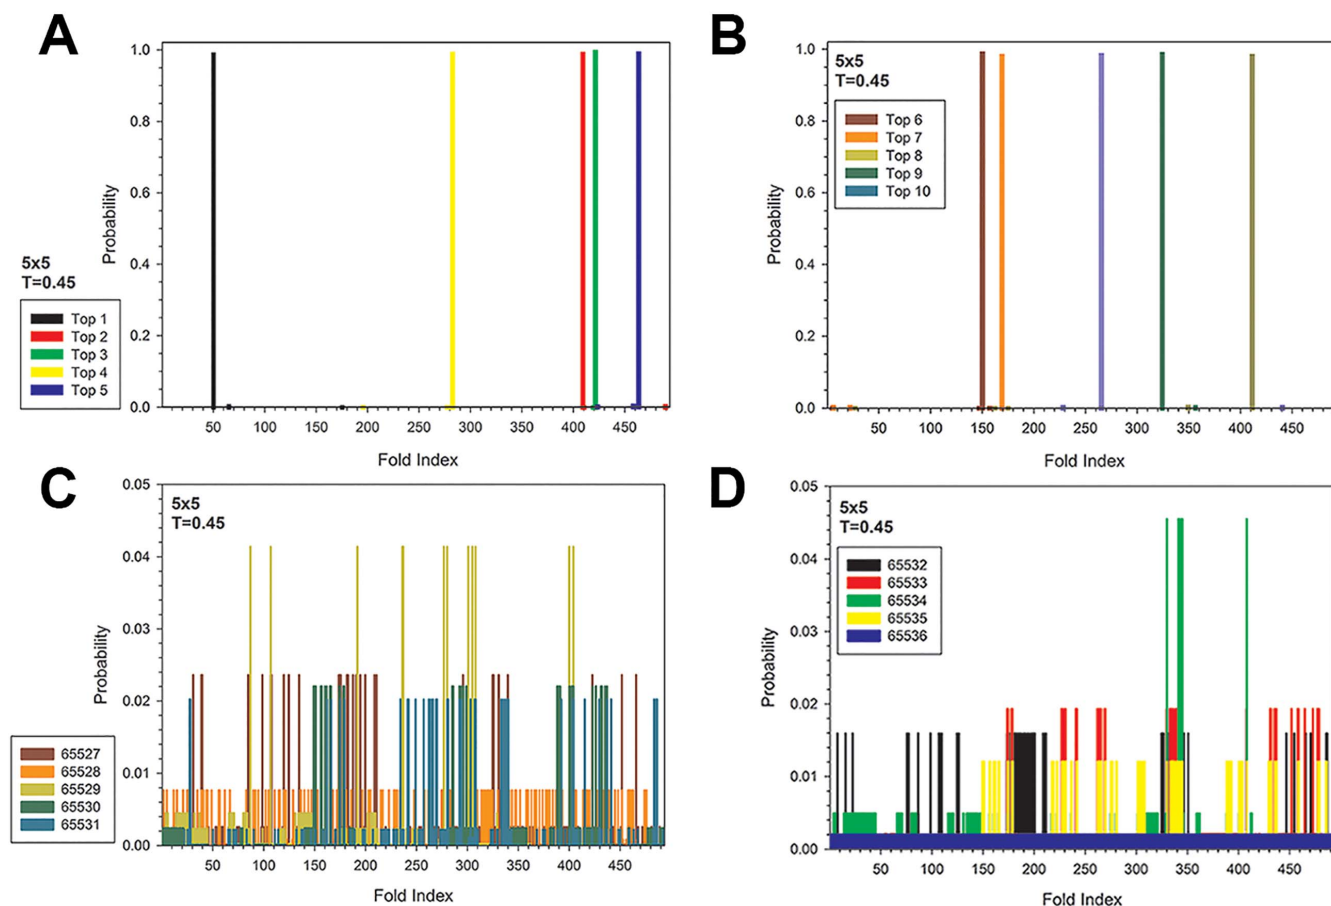 A
1.0
0.8
0.6
0.4
0.2
0.0
Probability
5x5
T=0.45
Top 1
Top 2
Top 3
Top 4
Top 5
50 100 150 200 250 300 350 400 450
Fold Index
B
1.0
0.8
0.6
0.4
0.2
0.0
Probability
5x5
T=0.45
Top 6
Top 7
Top 8
Top 9
Top 10
50 100 150 200 250 300 350 400 450
Fold Index
C
0.05
0.04
0.03
0.02
0.01
0.00
Probability
5x5
T=0.45
65527
65528
65529
65530
65531
50 100 150 200 250 300 350 400 450
Fold Index
D
0.05
0.04
0.03
0.02
0.01
0.00
Probability
5x5
T=0.45
65532
65533
65534
65535
65536
50 100 150 200 250 300 350 400 450
Fold Index